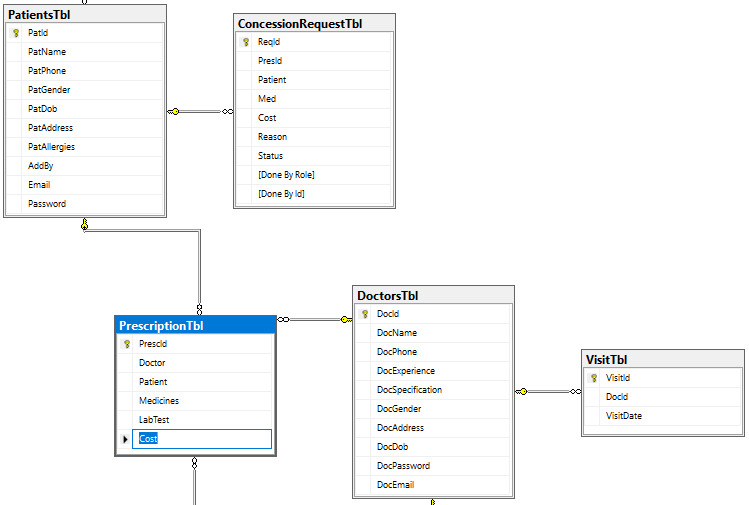 PatientsTbl
PatId
PatName
PatPhone
PatGender
PatDob
PatAddress
PatAllergies
AddBy
Email
Password
ConcessionRequestTbl
ReqId
PresId
Patient
Med
Cost
Reason
Status
[Done By Role]
[Done By Id]
PrescriptionTbl
PrescId
Doctor
Patient
Medicines
LabTest
Cost
DoctorsTbl
DocId
DocName
DocPhone
DocExperience
DocSpecification
DocGender
DocAddress
DocDob
DocPassword
DocEmail
VisitTbl
VisitId
DocId
VisitDate